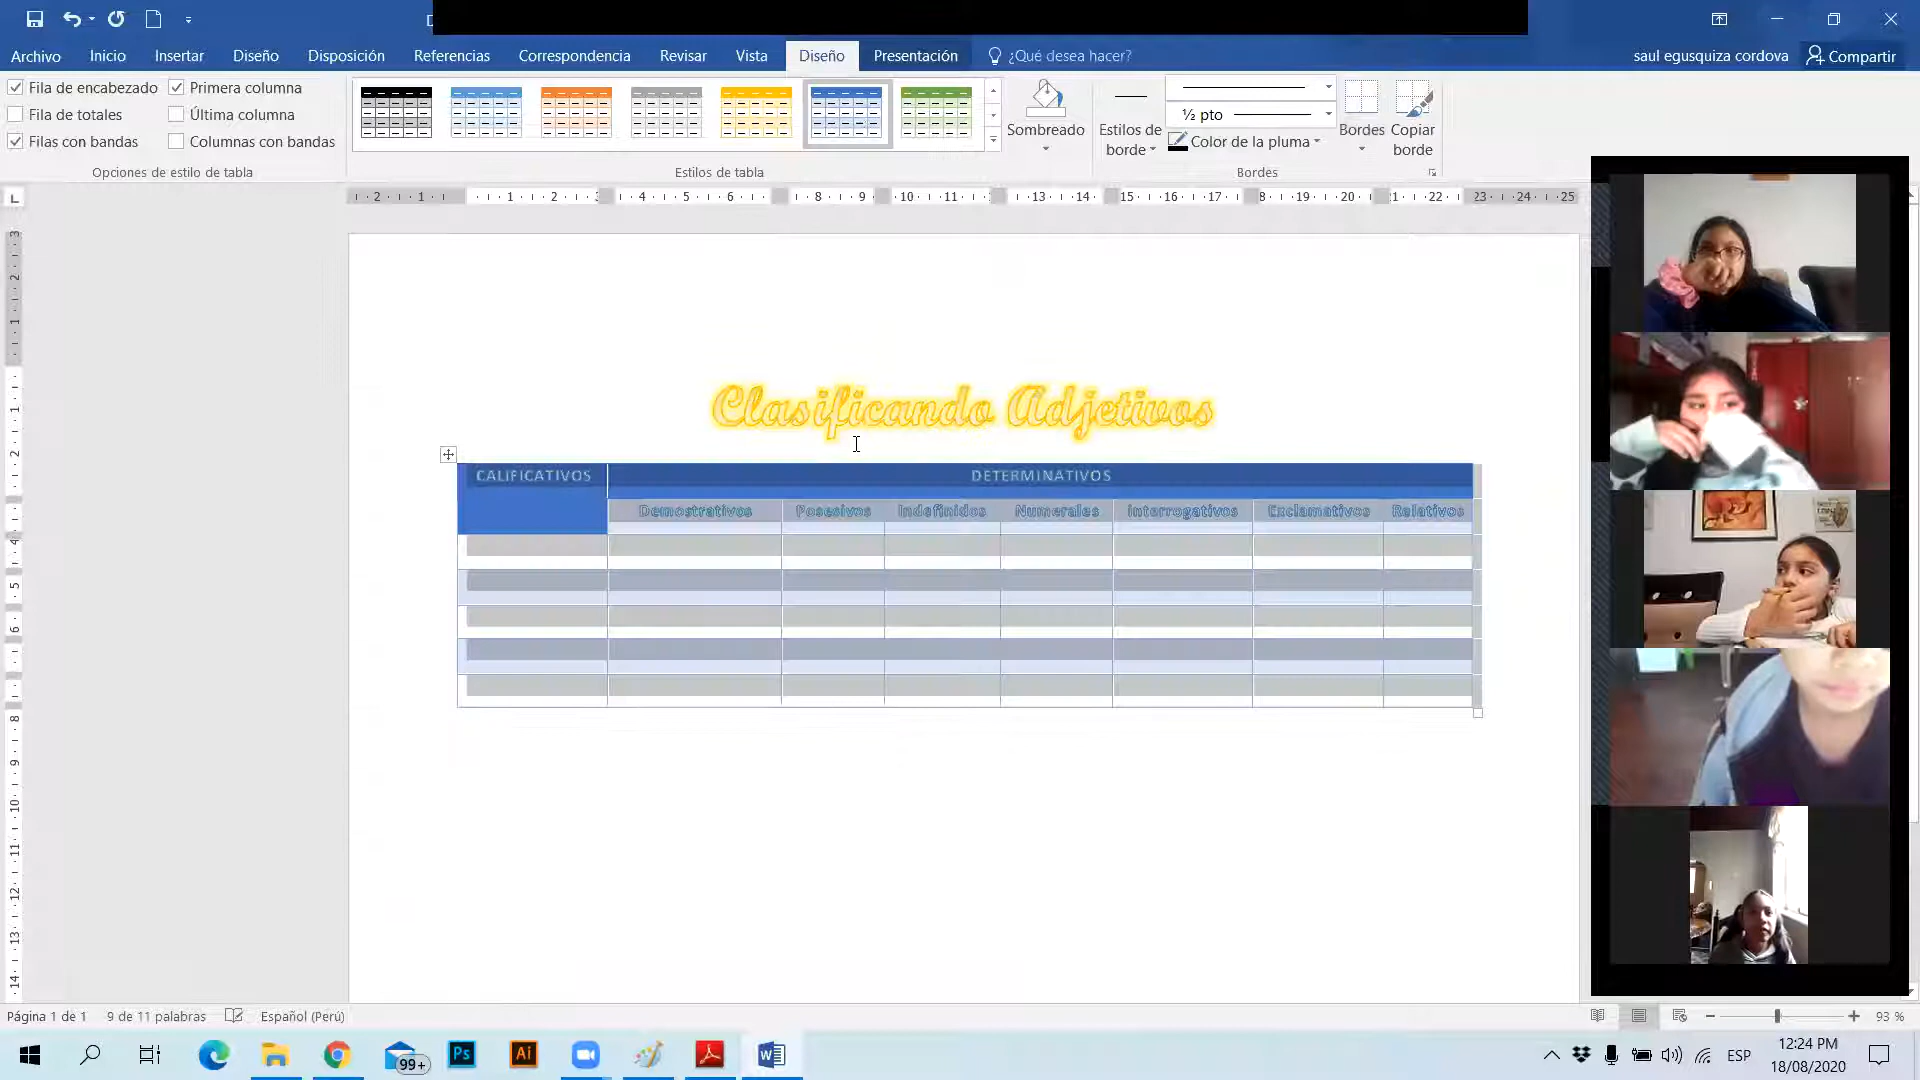 Archivo Inicio Insertar Diseño Disposición Referencias Correspondencia Revisar Vista Diseño Presentación ¿Qué desea hacer? saul egusquiza cordova Compartir
Fila de encabezado Primera columna
Fila de totales Última columna
Filas con bandas Columnas con bandas
Opciones de estilo de tabla
Estilos de tabla
Sombreado
Estilos de borde
½ pto
Color de la pluma
Bordes
Copiar borde
Bordes
Clasificando Adjetivos
CALIFICATIVOS DETERMINATIVOS
Demostrativos Posesivos Indefinidos Numerales Interrogativos Exclamativos Relativos
Página 1 de 1 9 de 11 palabras Español (Perú) 93 %
99+ Ps Ai ESP 12:24 PM
18/08/2020